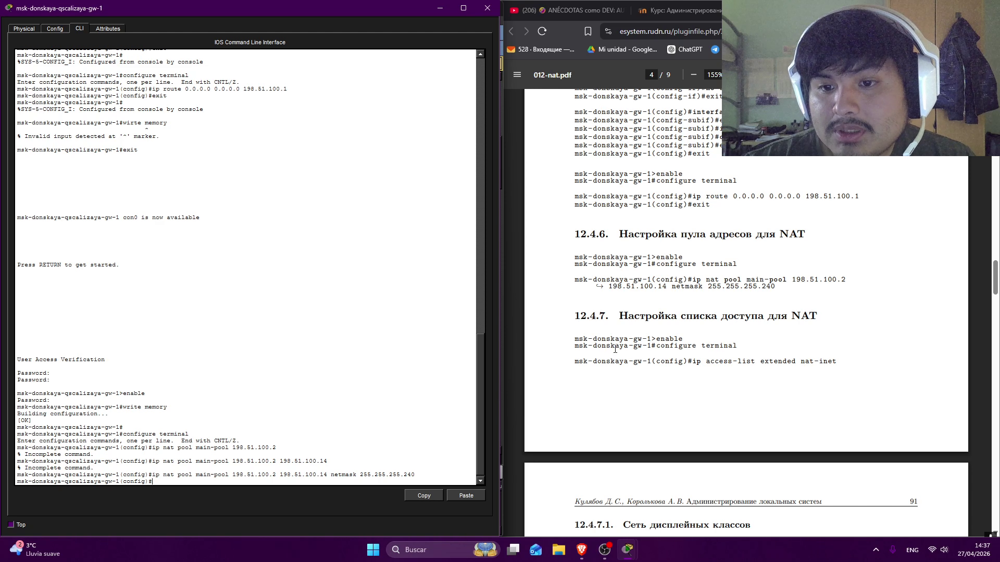 msk-donskaya-qscalizaya-gw-1
Physical
Config
CLI
Attributes
IOS Command Line Interface
msk-donskaya-qscalizaya-gw-1#
%SYS-5-CONFIG_I: Configured from console by console
msk-donskaya-qscalizaya-gw-1#configure terminal
Enter configuration commands, one per line.  End with CNTL/Z.
msk-donskaya-qscalizaya-gw-1(config)#ip route 0.0.0.0 0.0.0.0 198.51.100.1
msk-donskaya-qscalizaya-gw-1(config)#exit
msk-donskaya-qscalizaya-gw-1#
%SYS-5-CONFIG_I: Configured from console by console
msk-donskaya-qscalizaya-gw-1#wirte memory
^
% Invalid input detected at '^' marker.
msk-donskaya-qscalizaya-gw-1#exit
msk-donskaya-qscalizaya-gw-1 con0 is now available
Press RETURN to get started.
User Access Verification
Password:
Password:
msk-donskaya-qscalizaya-gw-1>enable
Password:
msk-donskaya-qscalizaya-gw-1#write memory
Building configuration...
[OK]
msk-donskaya-qscalizaya-gw-1#
msk-donskaya-qscalizaya-gw-1#configure terminal
Enter configuration commands, one per line.  End with CNTL/Z.
msk-donskaya-qscalizaya-gw-1(config)#ip nat pool main-pool 198.51.100.2
% Incomplete command.
msk-donskaya-qscalizaya-gw-1(config)#ip nat pool main-pool 198.51.100.2 198.51.100.14
% Incomplete command.
msk-donskaya-qscalizaya-gw-1(config)#ip nat pool main-pool 198.51.100.2 198.51.100.14 netmask 255.255.255.240
msk-donskaya-qscalizaya-gw-1(config)#
Copy
Paste
Top
(206) ANÉCDOTAS como DEV: AU
Курс: Администрировани
esystem.rudn.ru/pluginfile.php/
528 · Входящие —...
Mi unidad - Google...
ChatGPT
012-nat.pdf
4 / 9
155%
msk-donskaya-gw-1(config-if)#exit
msk-donskaya-gw-1(config)#interfa
msk-donskaya-gw-1(config-subif)#e
msk-donskaya-gw-1(config-subif)#i
msk-donskaya-gw-1(config-subif)#d
msk-donskaya-gw-1(config-subif)#e
msk-donskaya-gw-1(config)#exit
msk-donskaya-gw-1>enable
msk-donskaya-gw-1#configure terminal
msk-donskaya-gw-1(config)#ip route 0.0.0.0 0.0.0.0 198.51.100.1
msk-donskaya-gw-1(config)#exit
12.4.6. Настройка пула адресов для NAT
msk-donskaya-gw-1>enable
msk-donskaya-gw-1#configure terminal
msk-donskaya-gw-1(config)#ip nat pool main-pool 198.51.100.2
↪ 198.51.100.14 netmask 255.255.255.240
12.4.7. Настройка списка доступа для NAT
msk-donskaya-gw-1>enable
msk-donskaya-gw-1#configure terminal
msk-donskaya-gw-1(config)#ip access-list extended nat-inet
Кулябов Д. С., Королькова А. В. Администрирование локальных систем 91
12.4.7.1. Сеть дисплейных классов
2
3°C
Lluvia suave
Buscar
ENG
14:37
27/04/2026